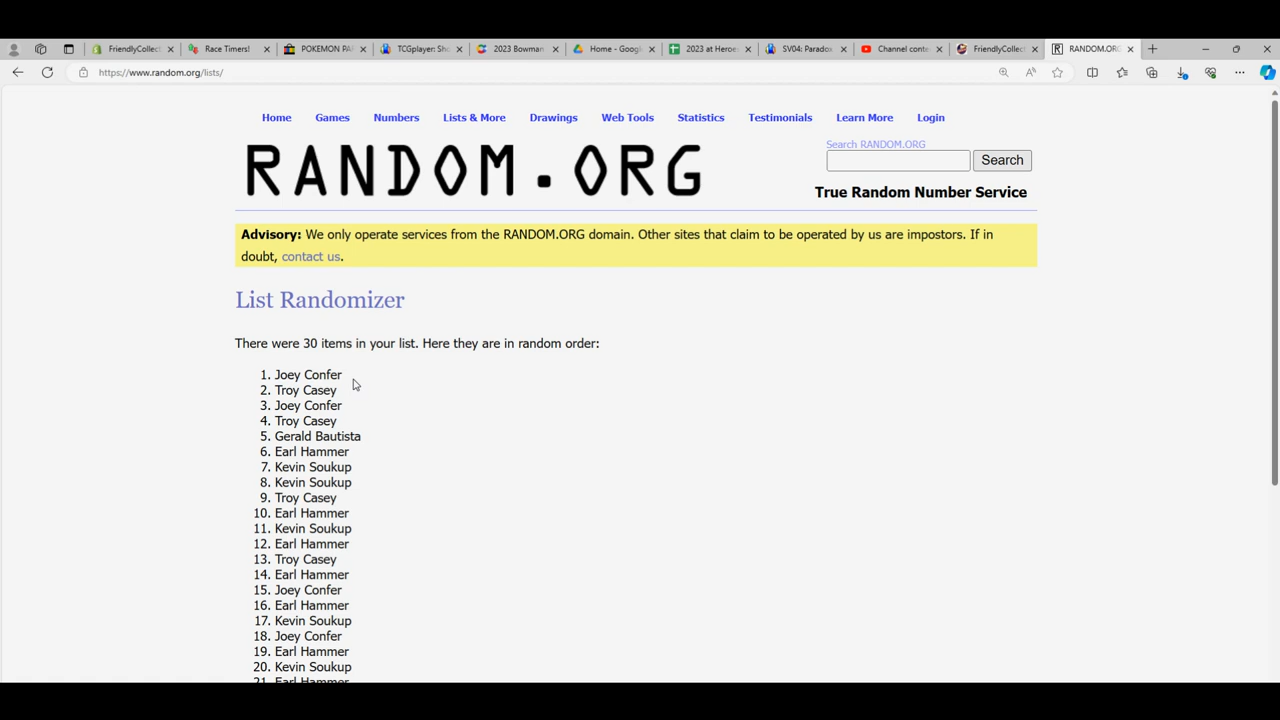 FriendlyCollect
Race Timers!
POKEMON PA
TCGplayer: Sho
2023 Bowman
Home - Googl
2023 at Heroe
SV04: Paradox
Channel conte
FriendlyCollect
RANDOM.ORG
https://www.random.org/lists/
Home Games Numbers Lists & More Drawings Web Tools Statistics Testimonials Learn More Login
RANDOM.ORG
Search RANDOM.ORG
Search
True Random Number Service
Advisory: We only operate services from the RANDOM.ORG domain. Other sites that claim to be operated by us are impostors. If in
doubt, contact us.
List Randomizer
There were 30 items in your list. Here they are in random order:
1. Joey Confer
2. Troy Casey
3. Joey Confer
4. Troy Casey
5. Gerald Bautista
6. Earl Hammer
7. Kevin Soukup
8. Kevin Soukup
9. Troy Casey
10. Earl Hammer
11. Kevin Soukup
12. Earl Hammer
13. Troy Casey
14. Earl Hammer
15. Joey Confer
16. Earl Hammer
17. Kevin Soukup
18. Joey Confer
19. Earl Hammer
20. Kevin Soukup
21. Earl Hammer